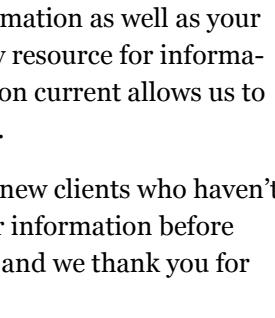 mation as well as your
resource for informa-
on current allows us to
.
new clients who haven't
information before
and we thank you for